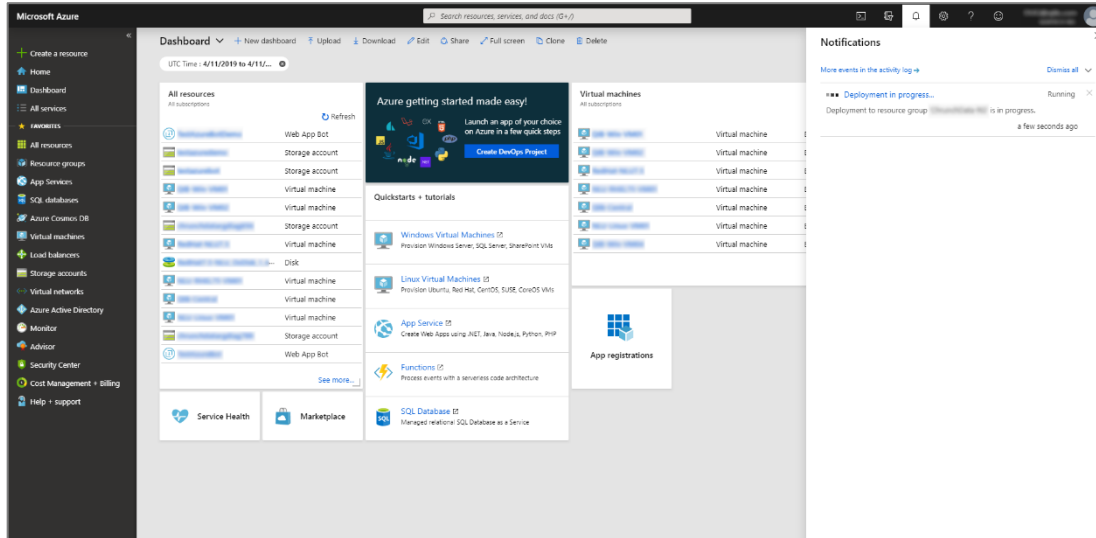 Microsoft Azure
Search resources, services, and docs (G+/)
Create a resource
Home
Dashboard
All services
FAVORITES
All resources
Resource groups
App Services
SQL databases
Azure Cosmos DB
Virtual machines
Load balancers
Storage accounts
Virtual networks
Azure Active Directory
Monitor
Advisor
Security Center
Cost Management + Billing
Help + support
Dashboard
+ New dashboard Upload Download Edit Share Full screen Clone Delete
UTC Time : 4/11/2019 to 4/11/...
All resources
All subscriptions
Refresh
Web App Bot
Storage account
Storage account
Virtual machine
Virtual machine
Storage account
Virtual machine
Disk
Virtual machine
Virtual machine
Virtual machine
Storage account
Web App Bot
See more...
Service Health
Marketplace
Azure getting started made easy!
Launch an app of your choice
on Azure in a few quick steps
Create DevOps Project
node
php
Quickstarts + tutorials
Windows Virtual Machines
Provision Windows Server, SQL Server, SharePoint VMs
Linux Virtual Machines
Provision Ubuntu, Red Hat, CentOS, SUSE, CoreOS VMs
App Service
Create Web Apps using .NET, Java, Node.js, Python, PHP
Functions
Process events with a serverless code architecture
SQL
SQL Database
Managed relational SQL Database as a Service
Virtual machines
All subscriptions
Virtual machine
Virtual machine
Virtual machine
Virtual machine
Virtual machine
Virtual machine
Virtual machine
App registrations
Notifications
More events in the activity log
Dismiss all
Deployment in progress... Running
Deployment to resource group is in progress.
a few seconds ago